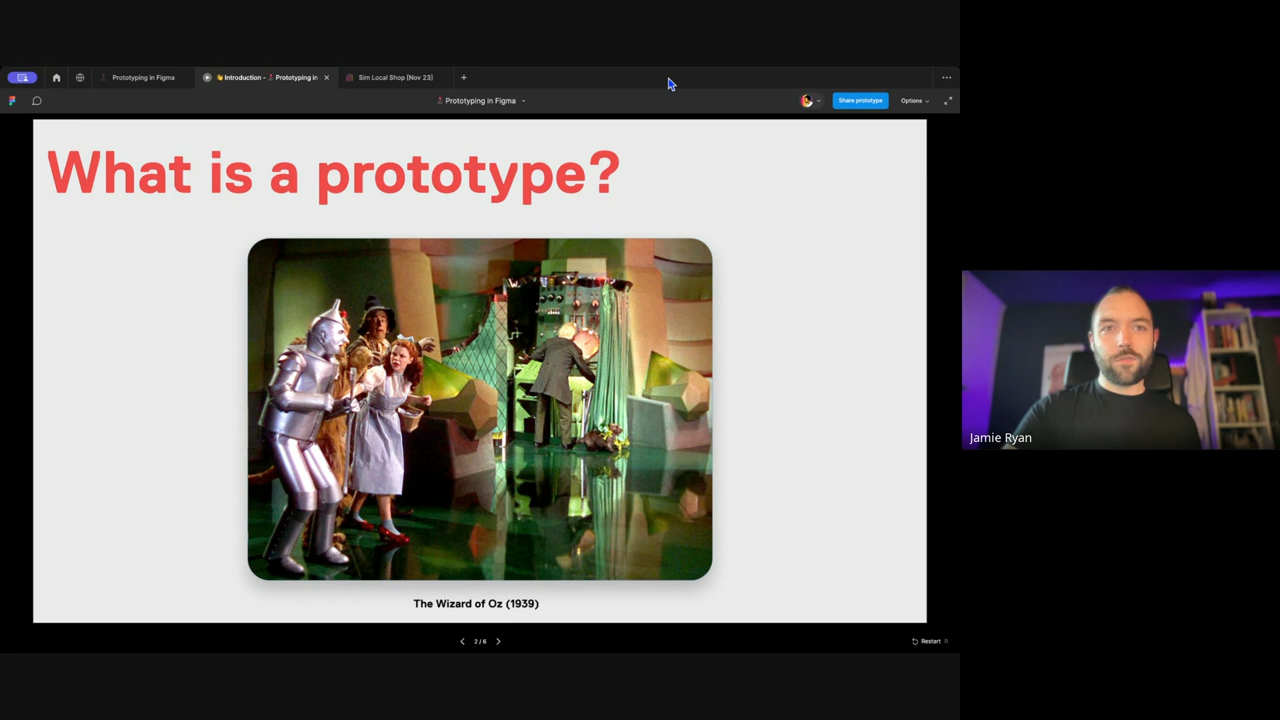 Prototyping in Figma
Introduction - Prototyping in
Sim Local Shop [Nov 23]
Prototyping in Figma
Share prototype
Options
What is a prototype?
The Wizard of Oz (1939)
2 / 6
Restart
Jamie Ryan